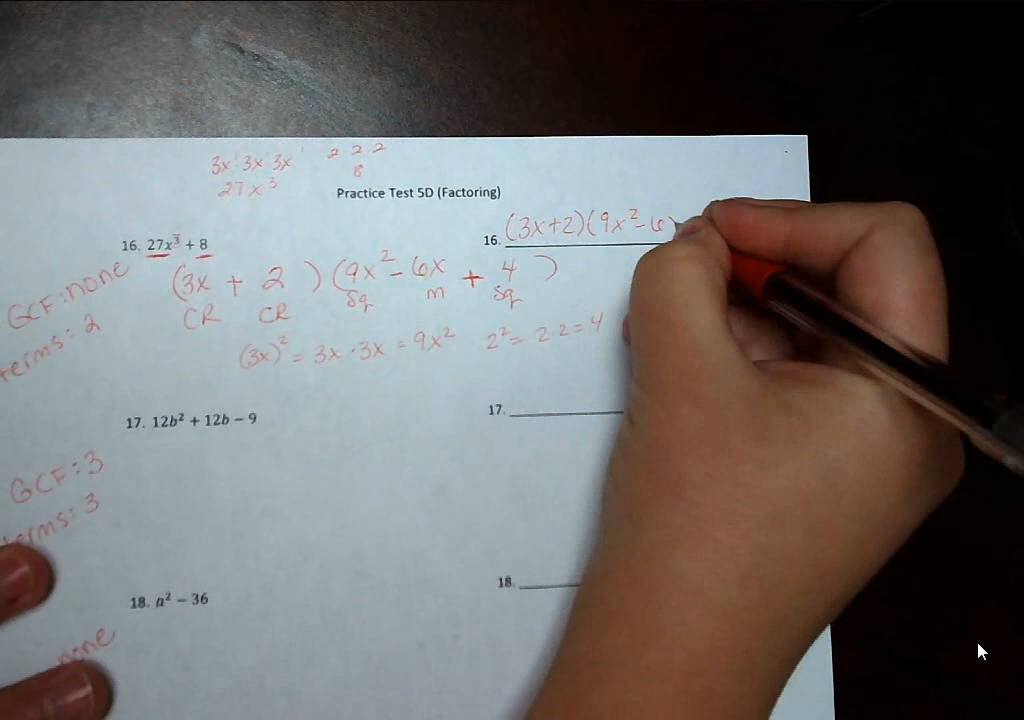 3x 3x 3x 2 2 2
27x³ 8
Practice Test 5D (Factoring)
16. 27x³ + 8
16. (3x+2)(9x²-6
GCF: none
(3x + 2 )(9x² - 6x + 4 )
CR CR sq m sq
terms: 2
(3x)² = 3x · 3x = 9x² 2² = 2 2 = 4
17. 12b² + 12b − 9
17.
GCF: 3
terms: 3
18. a² − 36
18.
none